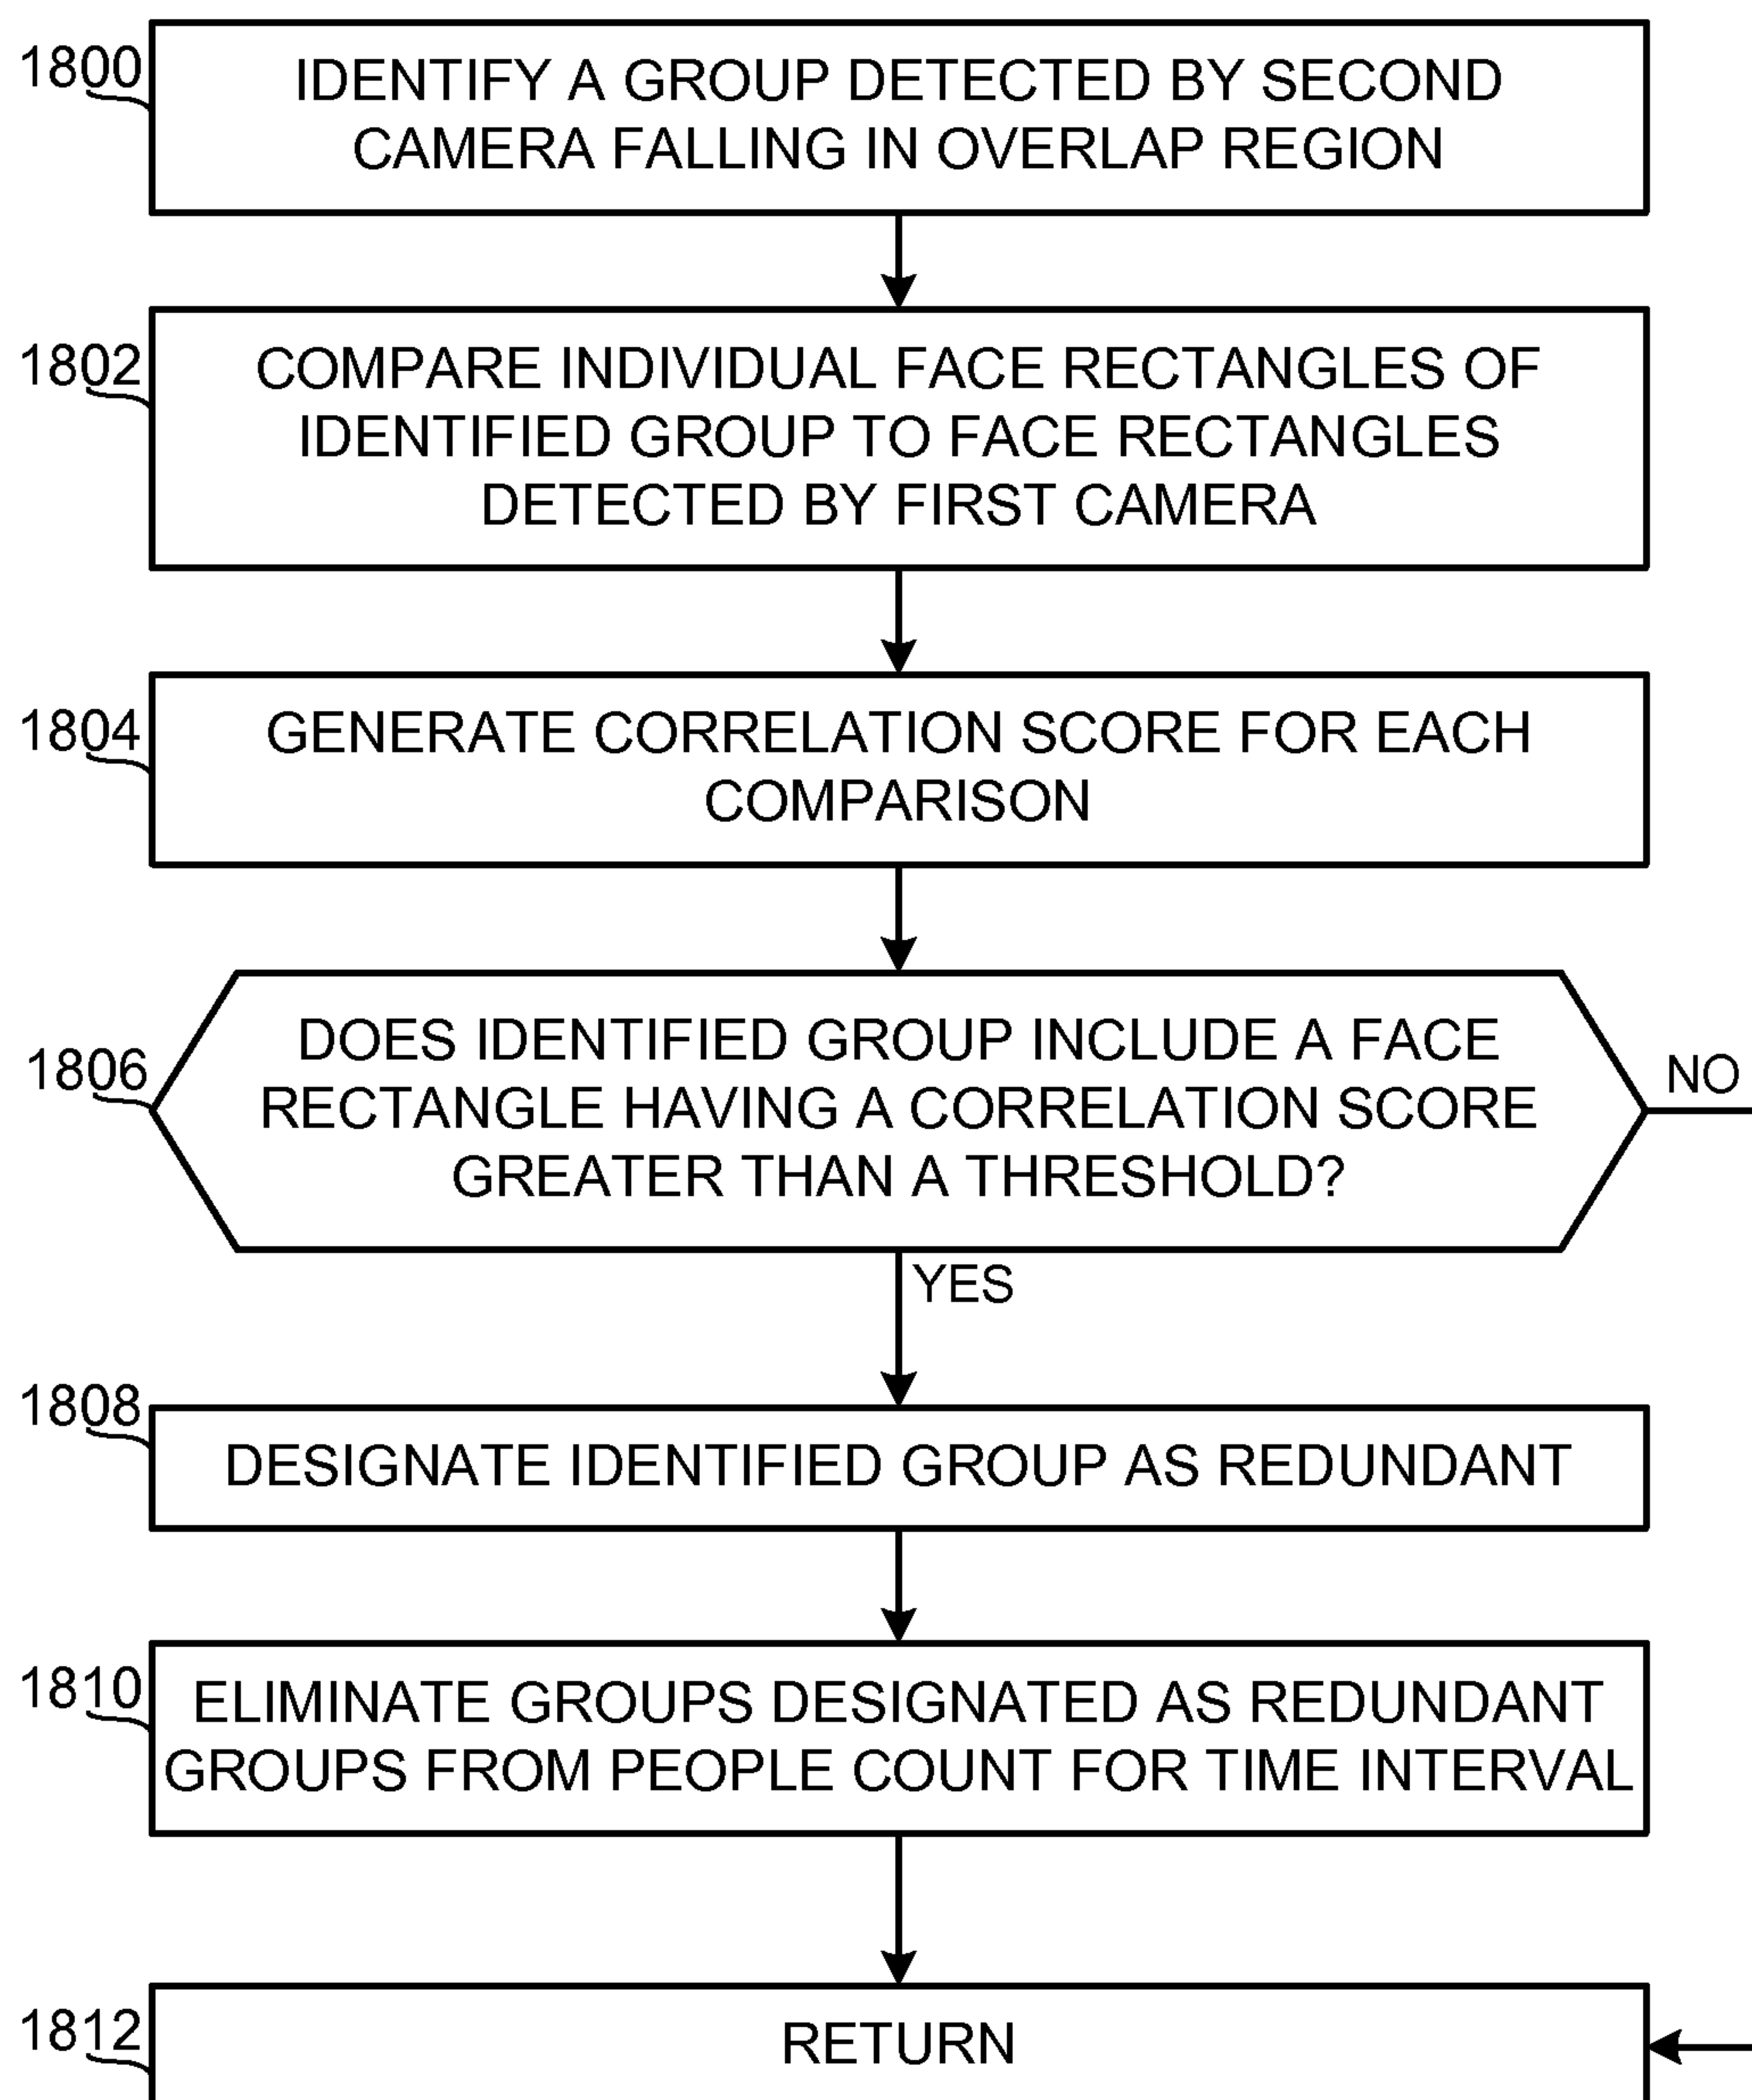 1800
IDENTIFY A GROUP DETECTED BY SECOND
CAMERA FALLING IN OVERLAP REGION
1802
COMPARE INDIVIDUAL FACE RECTANGLES OF
IDENTIFIED GROUP TO FACE RECTANGLES
DETECTED BY FIRST CAMERA
1804
GENERATE CORRELATION SCORE FOR EACH
COMPARISON
1806
DOES IDENTIFIED GROUP INCLUDE A FACE
RECTANGLE HAVING A CORRELATION SCORE
GREATER THAN A THRESHOLD?
NO
YES
1808
DESIGNATE IDENTIFIED GROUP AS REDUNDANT
1810
ELIMINATE GROUPS DESIGNATED AS REDUNDANT
GROUPS FROM PEOPLE COUNT FOR TIME INTERVAL
1812
RETURN